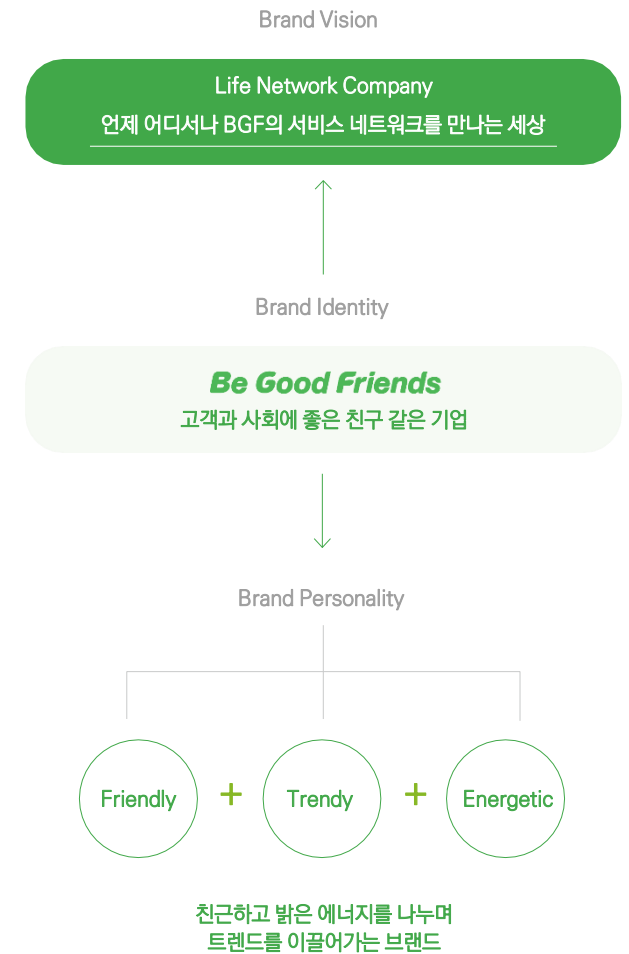 Brand Vision
Life Network Company
언제 어디서나 BGF의 서비스 네트워크를 만나는 세상
Brand Identity
Be Good Friends
고객과 사회에 좋은 친구 같은 기업
Brand Personality
Friendly + Trendy + Energetic
친근하고 밝은 에너지를 나누며
트렌드를 이끌어가는 브랜드